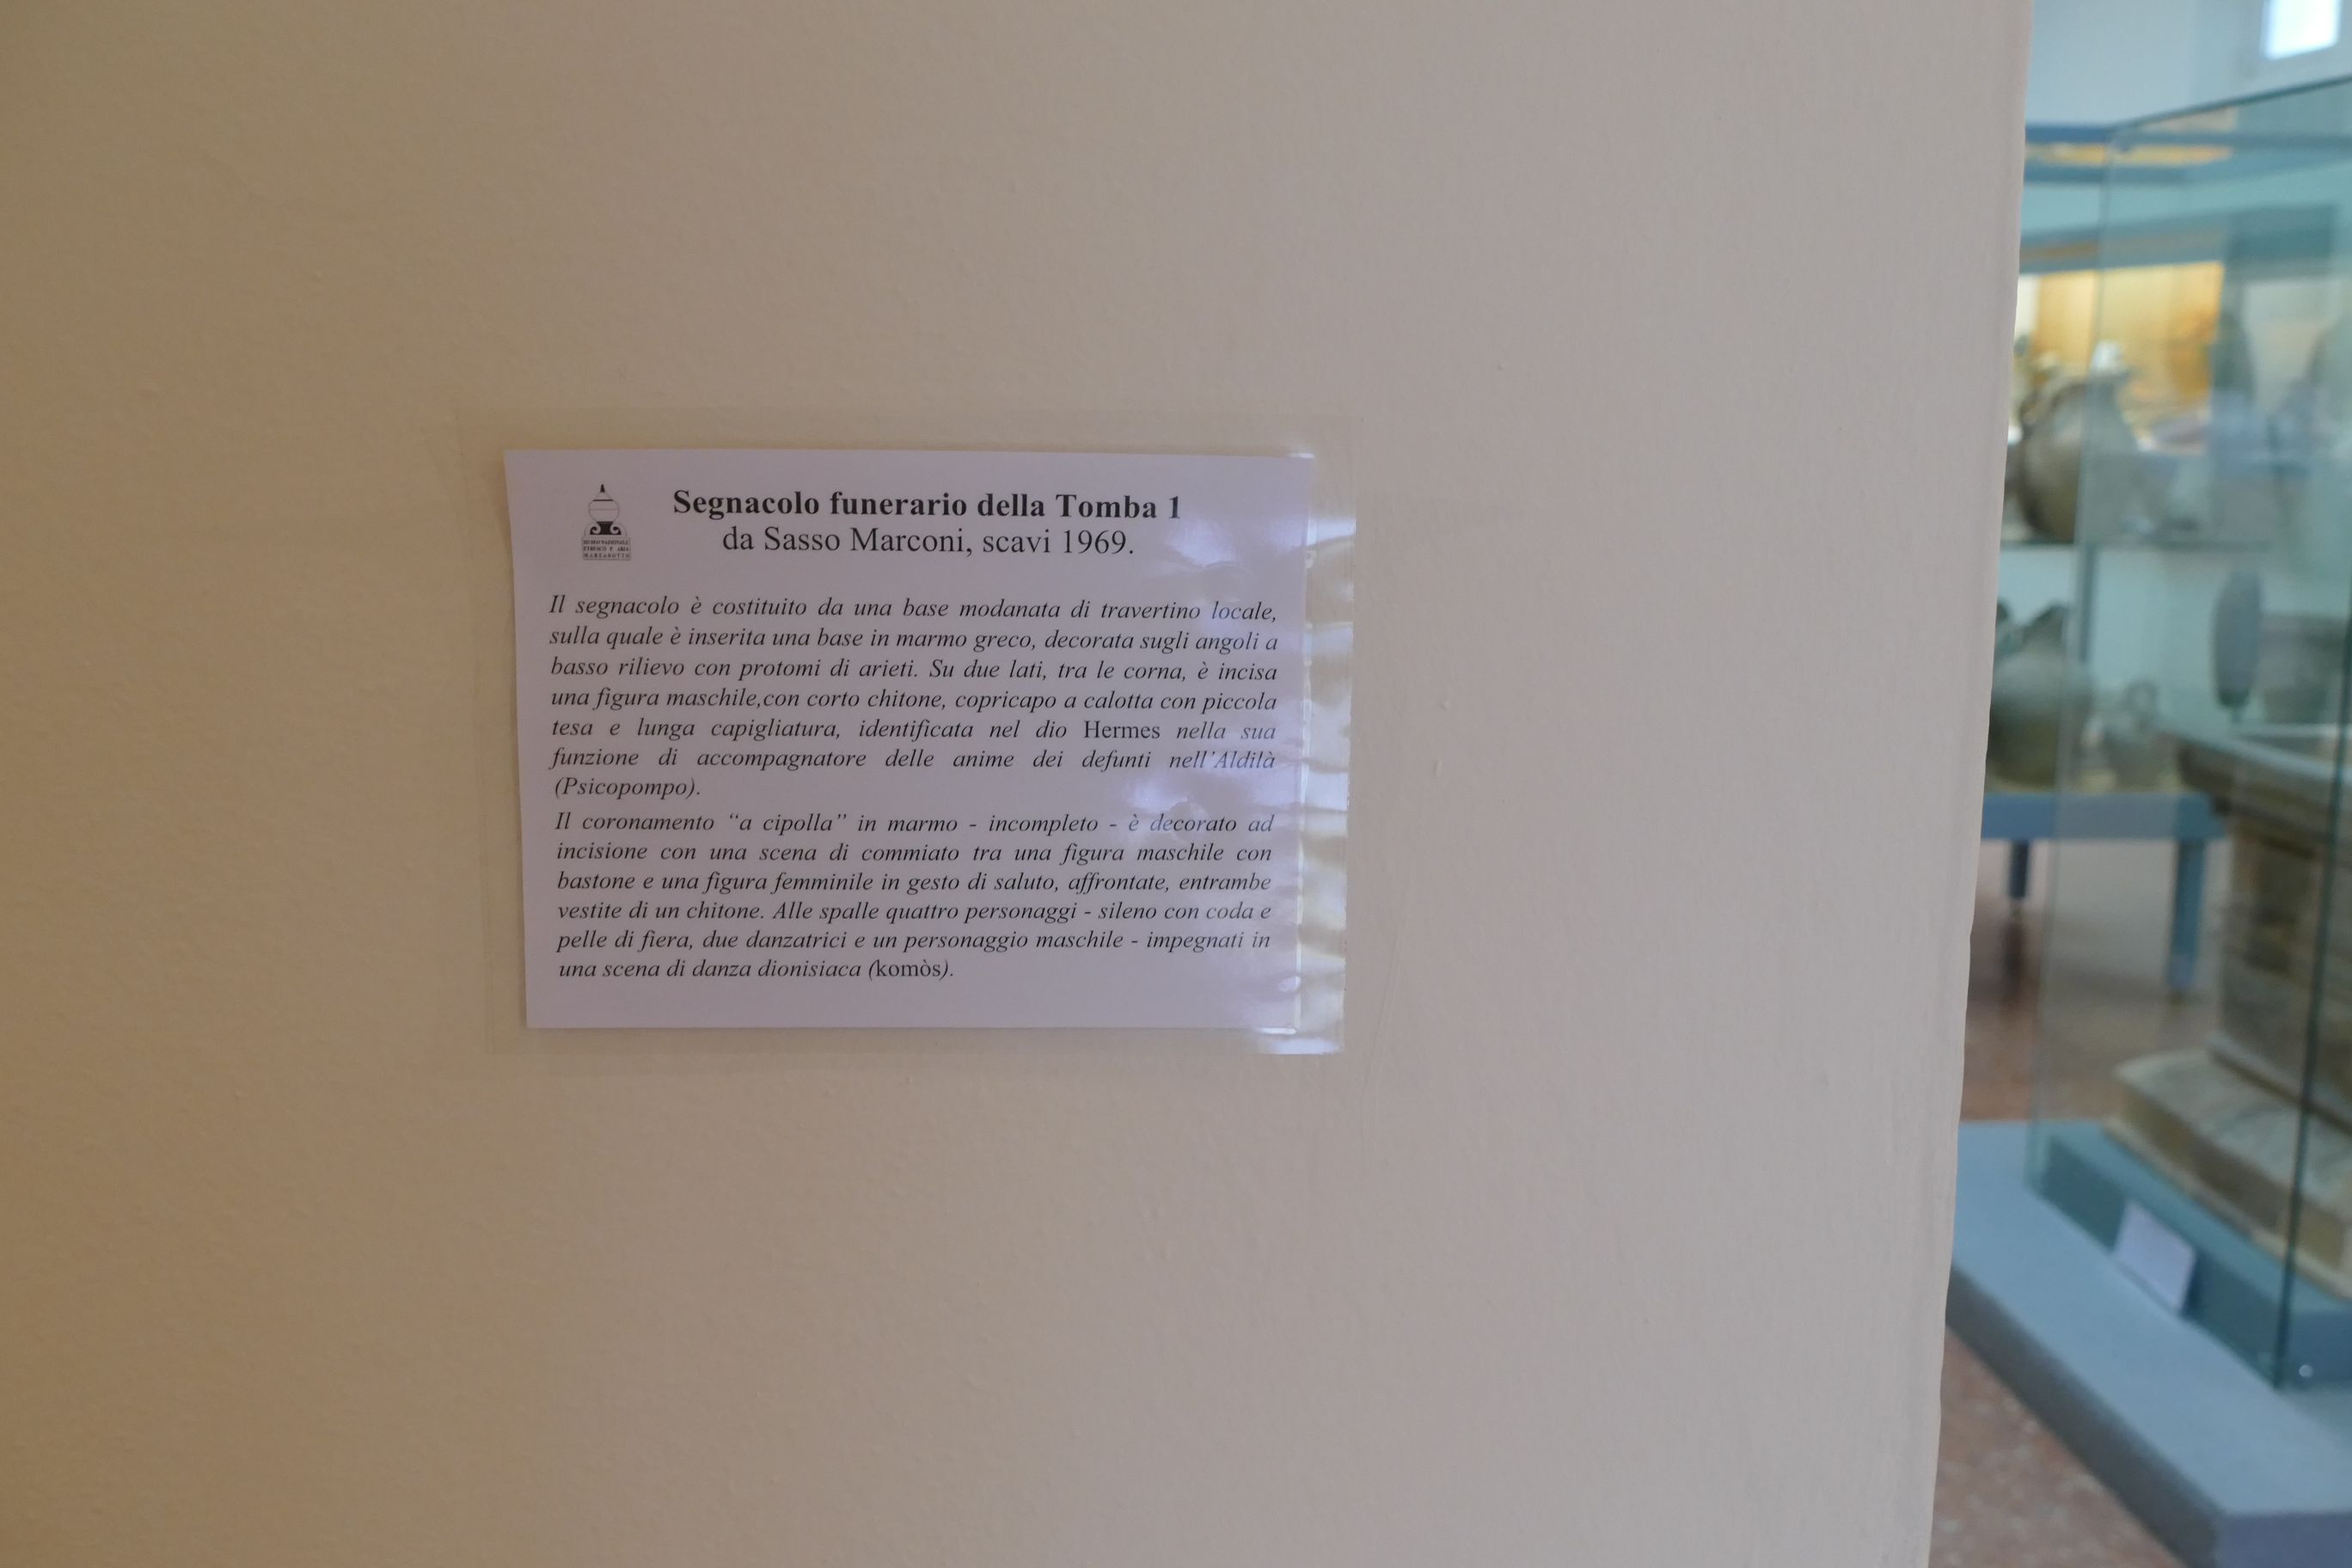 Segnacolo funerario della Tomba 1
da Sasso Marconi, scavi 1969.
MUSEO NAZIONALE
ETRUSCO P. ARIA
MARZABOTTO
Il segnacolo è costituito da una base modanata di travertino locale,
sulla quale è inserita una base in marmo greco, decorata sugli angoli a
basso rilievo con protomi di arieti. Su due lati, tra le corna, è incisa
una figura maschile,con corto chitone, copricapo a calotta con piccola
tesa e lunga capigliatura, identificata nel dio Hermes nella sua
funzione di accompagnatore delle anime dei defunti nell'Aldilà
(Psicopompo).
Il coronamento “a cipolla” in marmo - incompleto - è decorato ad
incisione con una scena di commiato tra una figura maschile con
bastone e una figura femminile in gesto di saluto, affrontate, entrambe
vestite di un chitone. Alle spalle quattro personaggi - sileno con coda e
pelle di fiera, due danzatrici e un personaggio maschile - impegnati in
una scena di danza dionisiaca (komòs).